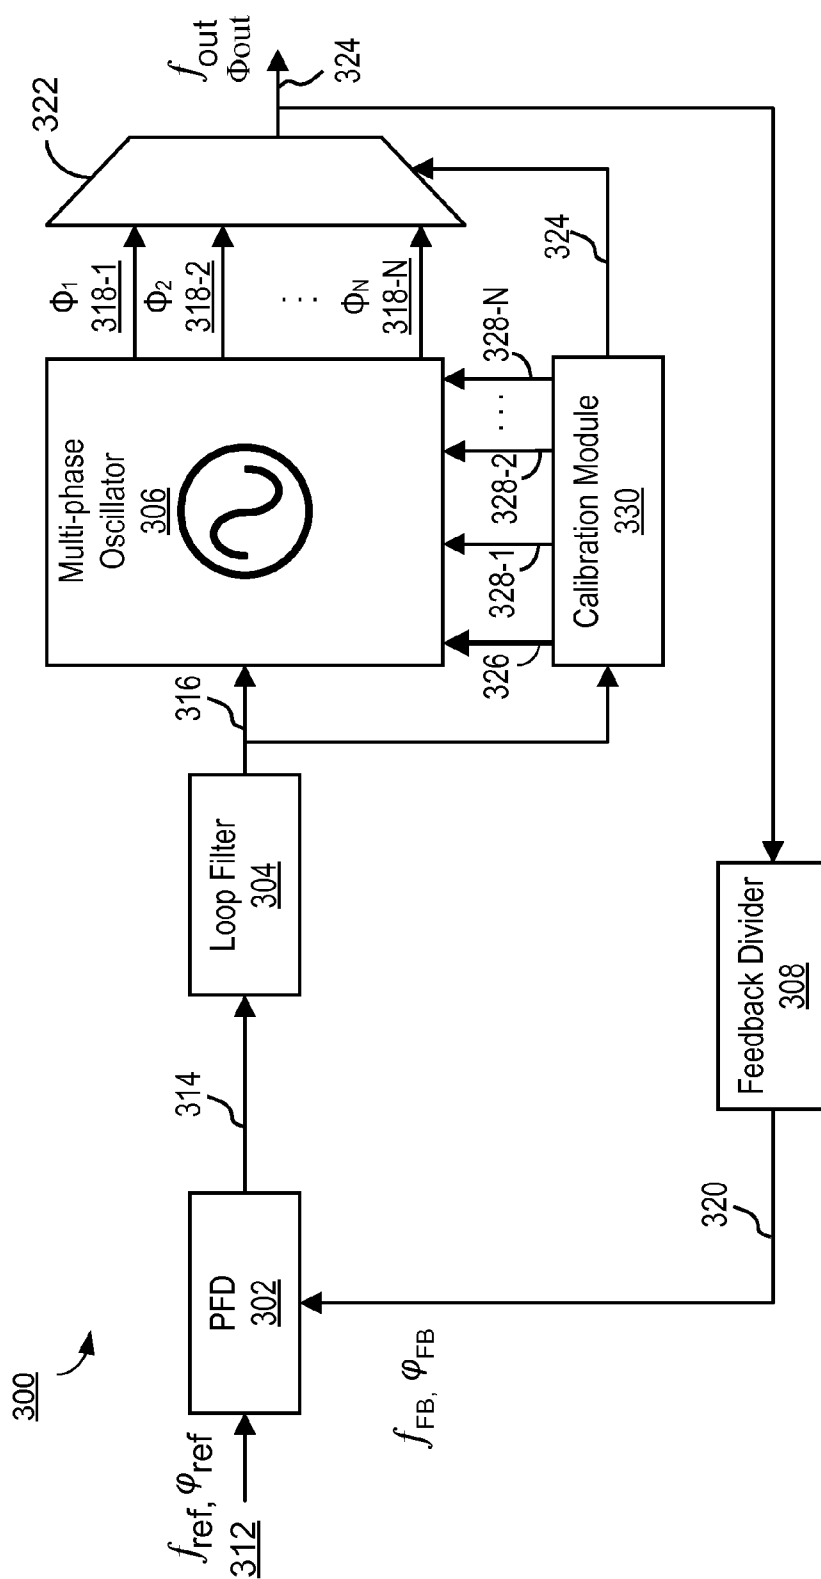 300
f_ref, φ_ref
312
PFD
302
314
Loop Filter
304
316
Multi-phase
Oscillator
306
Φ1
318-1
Φ2
318-2
. . .
ΦN
318-N
322
f_out
Φout
324
326
328-1
328-2
. . .
328-N
Calibration Module
330
324
Feedback Divider
308
320
f_FB, φ_FB